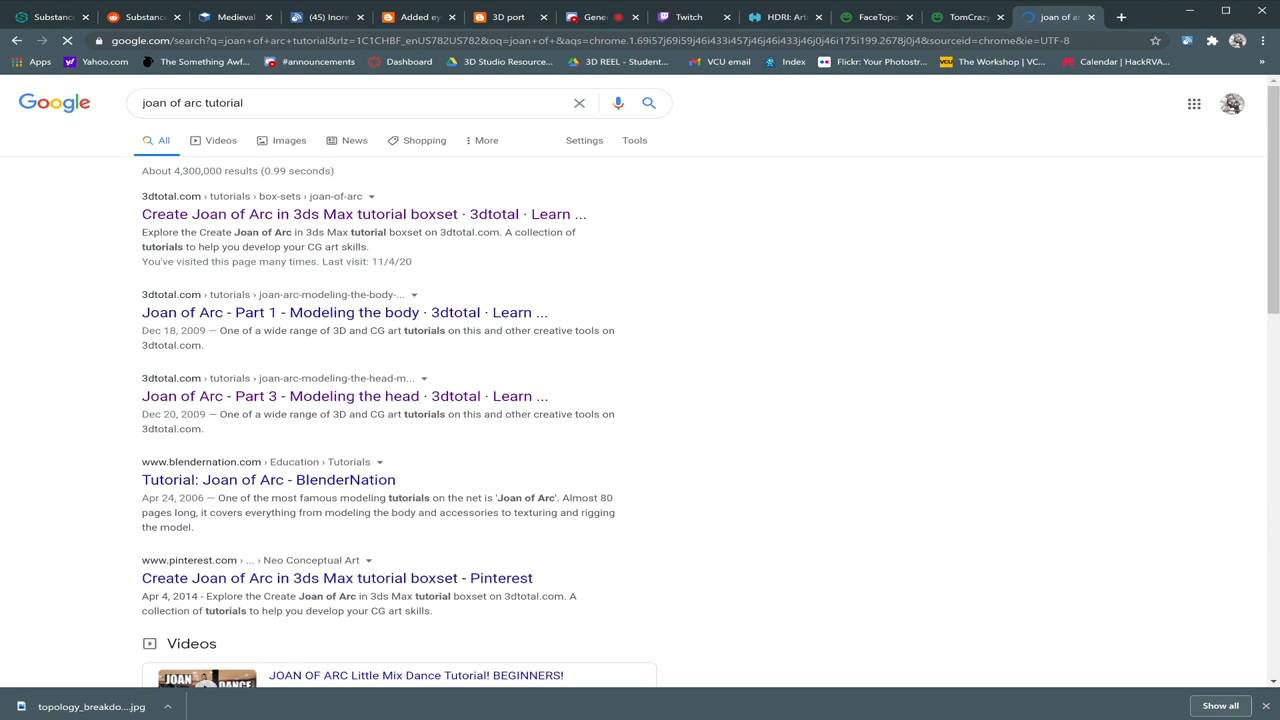 Substanc
Substanc
Medieval
(45) Incre
Added ey
3D port
Gene
Twitch
HDRI: Art
FaceTopo
TomCrazy
joan of ar
google.com/search?q=joan+of+arc+tutorial&rlz=1C1CHBF_enUS782US782&oq=joan+of+&aqs=chrome.1.69i57j69i59j46i433i457j46j46i433j46j0j46i175i199.2678j0j4&sourceid=chrome&ie=UTF-8
Apps
Yahoo.com
The Something Awf...
#announcements
Dashboard
3D Studio Resource...
3D REEL - Student...
VCU email
Index
Flickr: Your Photostr...
The Workshop | VC...
Calendar | HackRVA...
»
Google
joan of arc tutorial
All
Videos
Images
News
Shopping
More
Settings
Tools
About 4,300,000 results (0.99 seconds)
3dtotal.com › tutorials › box-sets › joan-of-arc
Create Joan of Arc in 3ds Max tutorial boxset · 3dtotal · Learn ...
Explore the Create Joan of Arc in 3ds Max tutorial boxset on 3dtotal.com. A collection of
tutorials to help you develop your CG art skills.
You've visited this page many times. Last visit: 11/4/20
3dtotal.com › tutorials › joan-arc-modeling-the-body-...
Joan of Arc - Part 1 - Modeling the body · 3dtotal · Learn ...
Dec 18, 2009 — One of a wide range of 3D and CG art tutorials on this and other creative tools on
3dtotal.com.
3dtotal.com › tutorials › joan-arc-modeling-the-head-m...
Joan of Arc - Part 3 - Modeling the head · 3dtotal · Learn ...
Dec 20, 2009 — One of a wide range of 3D and CG art tutorials on this and other creative tools on
3dtotal.com.
www.blendernation.com › Education › Tutorials
Tutorial: Joan of Arc - BlenderNation
Apr 24, 2006 — One of the most famous modeling tutorials on the net is 'Joan of Arc'. Almost 80
pages long, it covers everything from modeling the body and accessories to texturing and rigging
the model.
www.pinterest.com › ... › Neo Conceptual Art
Create Joan of Arc in 3ds Max tutorial boxset - Pinterest
Apr 4, 2014 - Explore the Create Joan of Arc in 3ds Max tutorial boxset on 3dtotal.com. A
collection of tutorials to help you develop your CG art skills.
Videos
JOAN DANCE
JOAN OF ARC Little Mix Dance Tutorial! BEGINNERS!
topology_breakdo....jpg
Show all